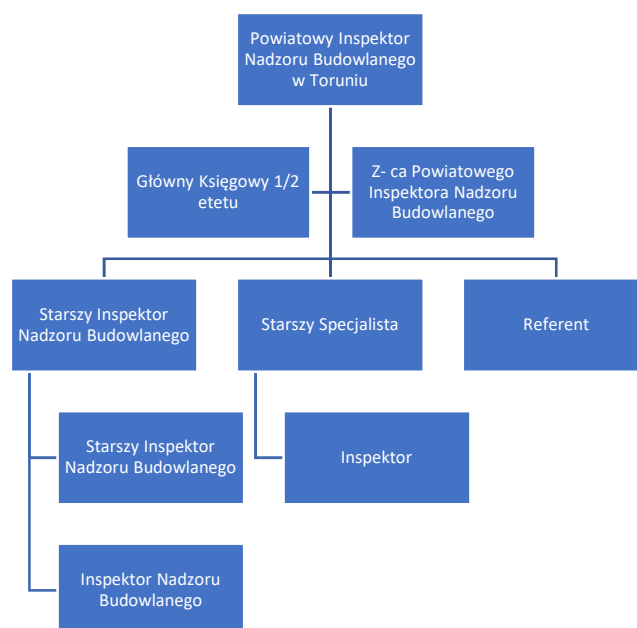 Powiatowy Inspektor
Nadzoru Budowlanego
w Toruniu
Główny Księgowy 1/2
etetu
Z- ca Powiatowego
Inspektora Nadzoru
Budowlanego
Starszy Inspektor
Nadzoru Budowlanego
Starszy Specjalista
Referent
Starszy Inspektor
Nadzoru Budowlanego
Inspektor
Inspektor Nadzoru
Budowlanego